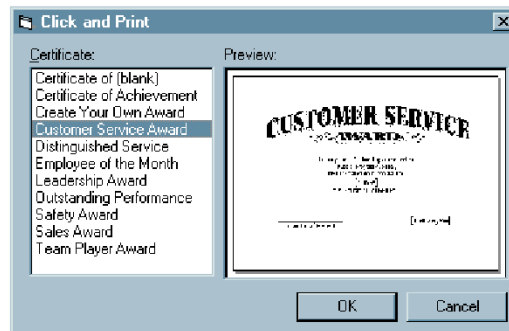 Click and Print
Certificate:
Preview:
Certificate of (blank)
Certificate of Achievement
Create Your Own Award
Customer Service Award
Distinguished Service
Employee of the Month
Leadership Award
Outstanding Performance
Safety Award
Sales Award
Team Player Award
CUSTOMER SERVICE
AWARD
OK
Cancel